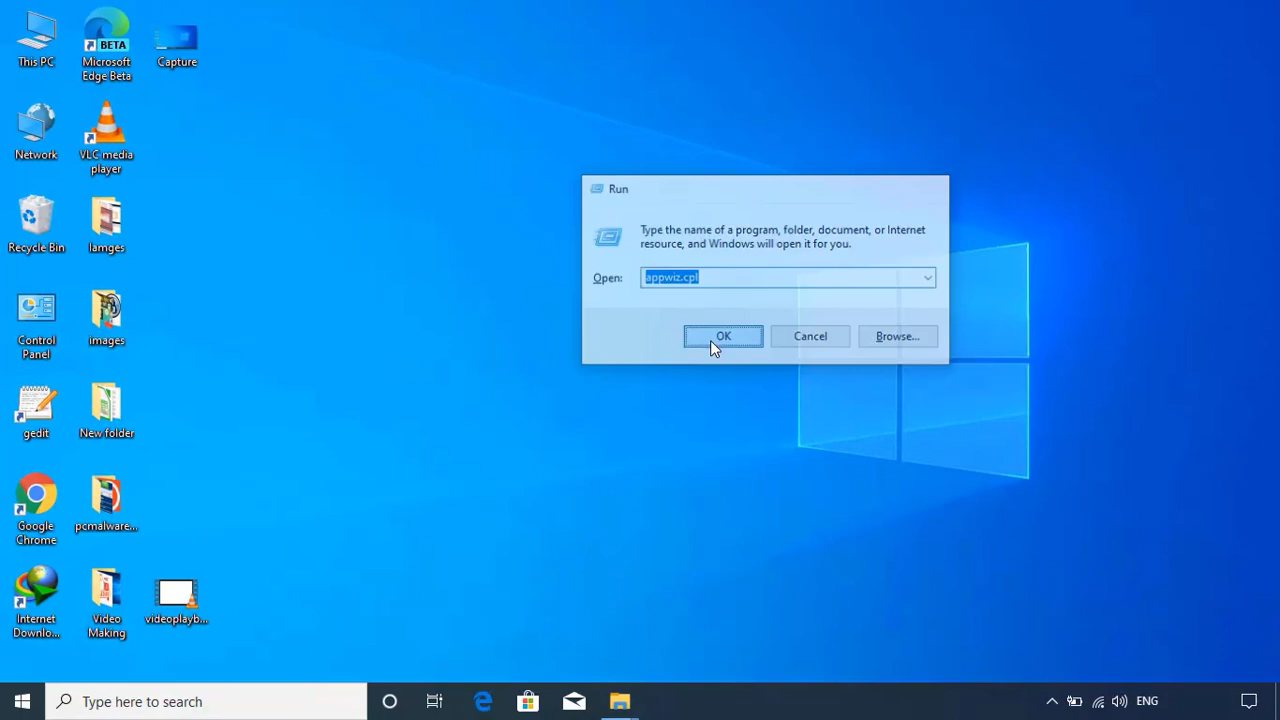 This PC
Microsoft
Edge Beta
BETA
Capture
Network
VLC media
player
Recycle Bin
Iamges
Control
Panel
images
gedit
New folder
Google
Chrome
pcmalware...
Internet
Downlo...
Video
Making
videoplayb...
Run
Type the name of a program, folder, document, or Internet
resource, and Windows will open it for you.
Open:
appwiz.cpl
OK
Cancel
Browse...
Type here to search
ENG